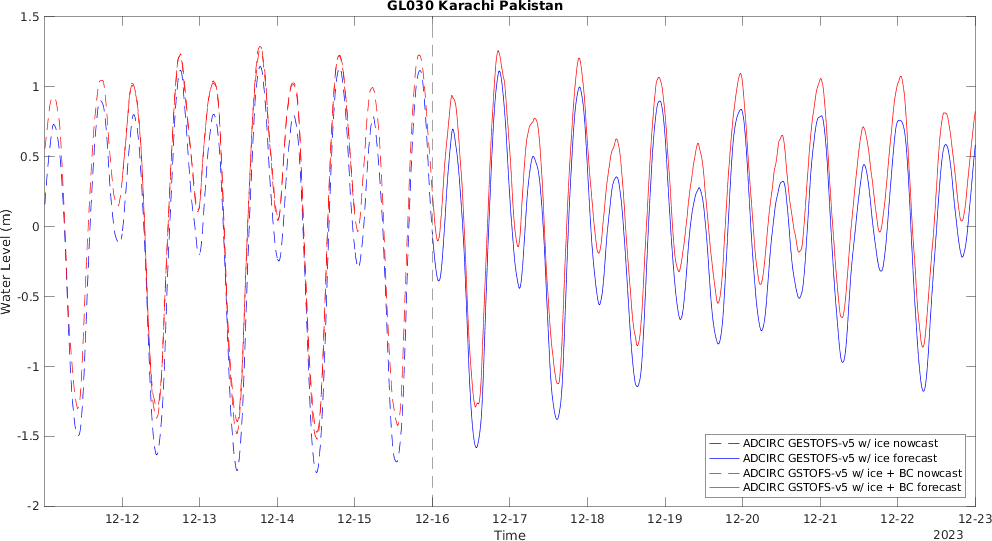 GL030 Karachi Pakistan
1.5
1
0.5
0
-0.5
-1
-1.5
-2
Water Level (m)
ADCIRC GESTOFS-v5 w/ ice nowcast
ADCIRC GESTOFS-v5 w/ ice forecast
ADCIRC GSTOFS-v5 w/ ice + BC nowcast
ADCIRC GSTOFS-v5 w/ ice + BC forecast
12-12 12-13 12-14 12-15 12-16 12-17 12-18 12-19 12-20 12-21 12-22 12-23
Time
2023